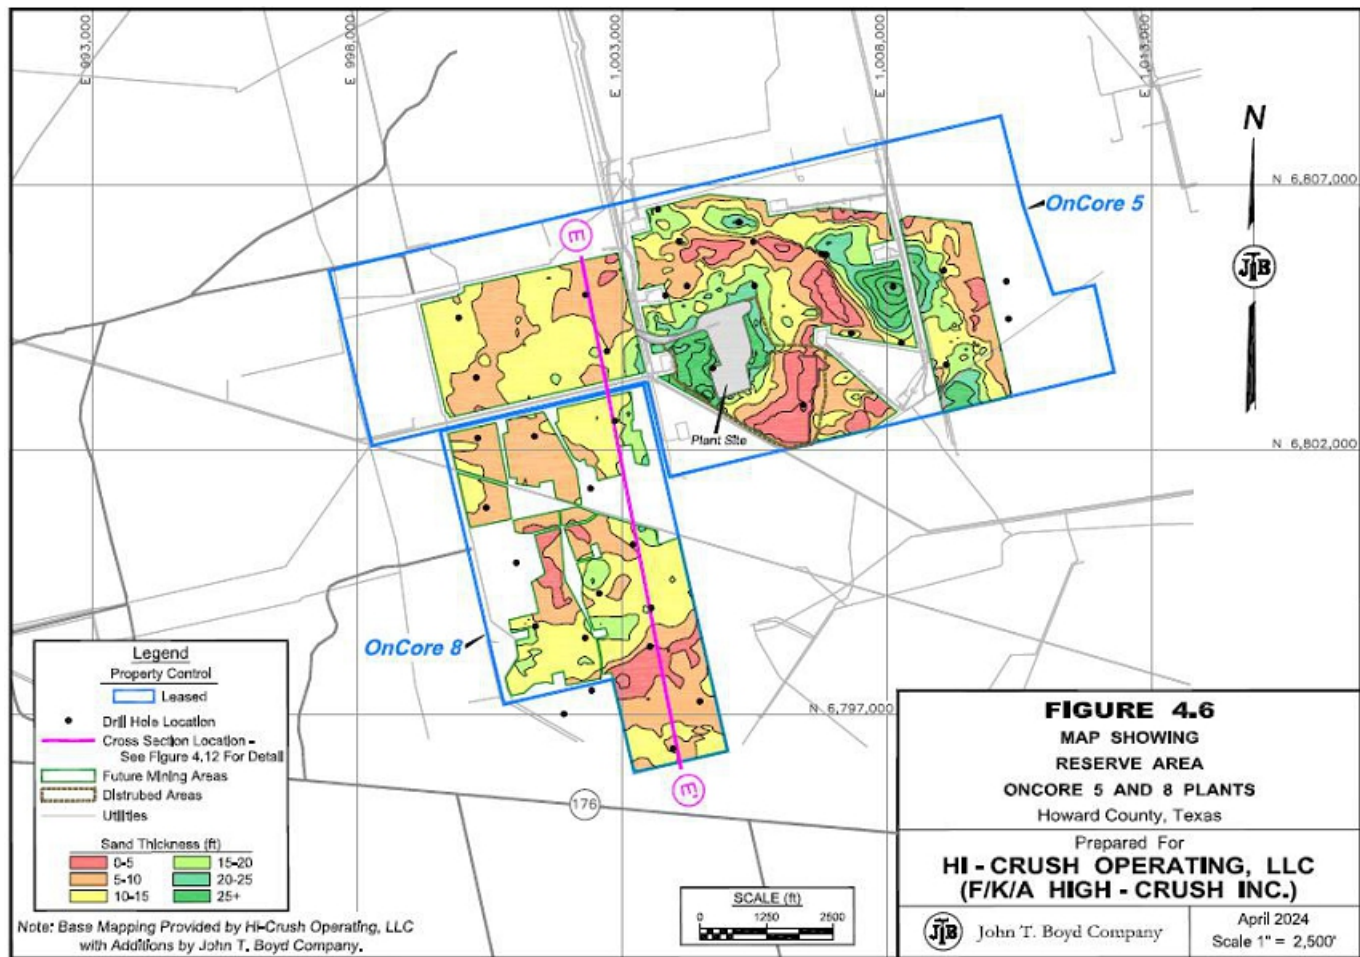 E 993,000
E 998,000
E 1,003,000
E 1,008,000
E 1,013,000
N
N 6,807,000
OnCore 5
E
JTB
Plant Site
N 6,802,000
OnCore 8
N 6,797,000
E'
176
Legend
Property Control
Leased
Drill Hole Location
Cross Section Location -
See Figure 4.12 For Detail
Future Mining Areas
Distrubed Areas
Utilities
Sand Thickness (ft)
0-5 15-20
5-10 20-25
10-15 25+
Note: Base Mapping Provided by Hi-Crush Operating, LLC
with Additions by John T. Boyd Company.
SCALE (ft)
0 1250 2500
FIGURE 4.6
MAP SHOWING
RESERVE AREA
ONCORE 5 AND 8 PLANTS
Howard County, Texas
Prepared For
HI - CRUSH OPERATING, LLC
(F/K/A HIGH - CRUSH INC.)
JTB John T. Boyd Company
April 2024
Scale 1" = 2,500'